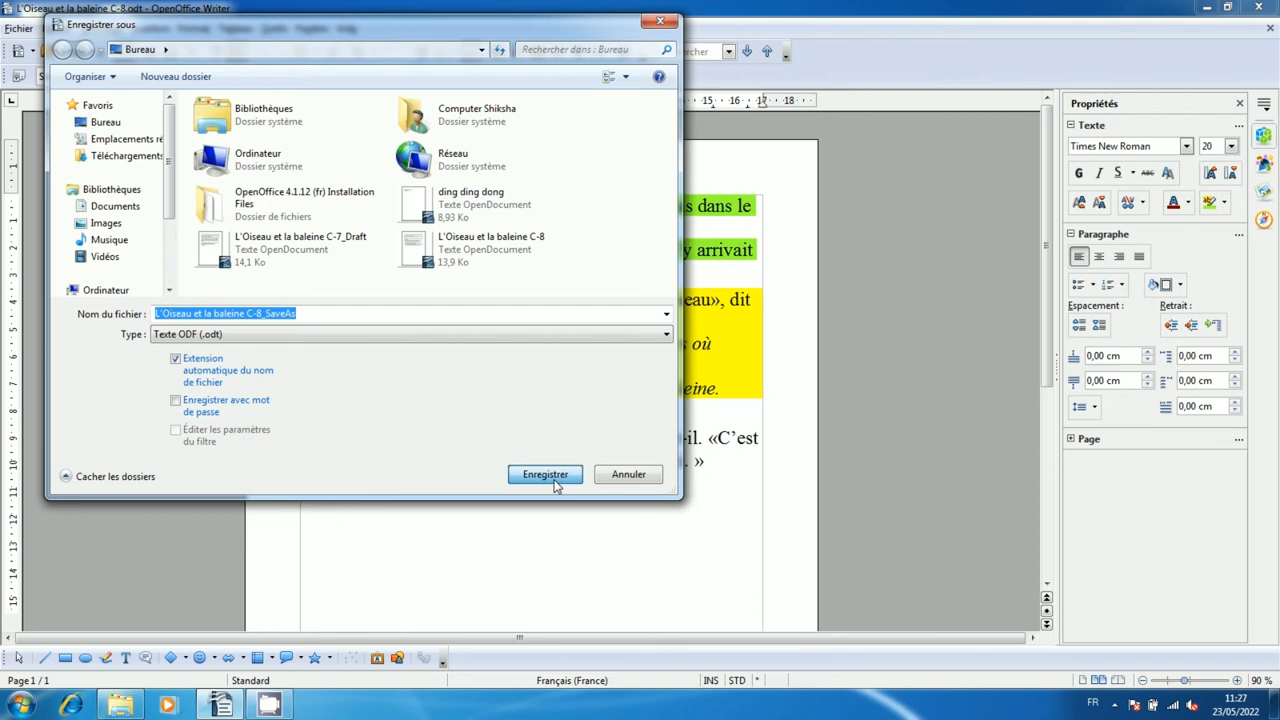 L'Oiseau et la baleine C-8.odt - OpenOffice Writer
Enregistrer sous
Fichier
Bureau
Rechercher dans : Bureau
cher
Organiser
Nouveau dossier
Favoris
Bureau
Emplacements ré
Téléchargements
Bibliothèques
Documents
Images
Musique
Vidéos
Ordinateur
Bibliothèques
Dossier système
Computer Shiksha
Dossier système
Ordinateur
Dossier système
Réseau
Dossier système
OpenOffice 4.1.12 (fr) Installation
Files
Dossier de fichiers
ding ding dong
Texte OpenDocument
8,93 Ko
L'Oiseau et la baleine C-7_Draft
Texte OpenDocument
14,1 Ko
L'Oiseau et la baleine C-8
Texte OpenDocument
13,9 Ko
Nom du fichier :
L'Oiseau et la baleine C-8_SaveAs
Type :
Texte ODF (.odt)
Extension
automatique du nom
de fichier
Enregistrer avec mot
de passe
Éditer les paramètres
du filtre
Cacher les dossiers
Enregistrer
Annuler
15 16 17 18
s dans le
y arrivait
eau», dit
s où
eine.
-il. «C'est
. »
Propriétés
Texte
Times New Roman
20
G I S ABC A
Paragraphe
Espacement :
Retrait :
0,00 cm
0,00 cm
0,00 cm
0,00 cm
0,00 cm
Page
Page 1 / 1
Standard
Français (France)
INS
STD
*
90 %
FR
11:27
23/05/2022